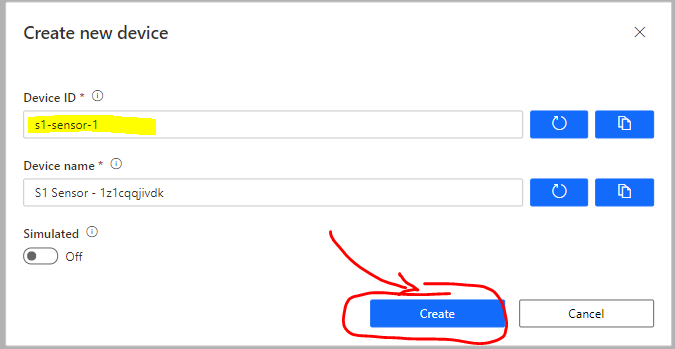 Create new device
Device ID *
s1-sensor-1
Device name *
S1 Sensor - 1z1cqqjivdk
Simulated
Off
Create Cancel